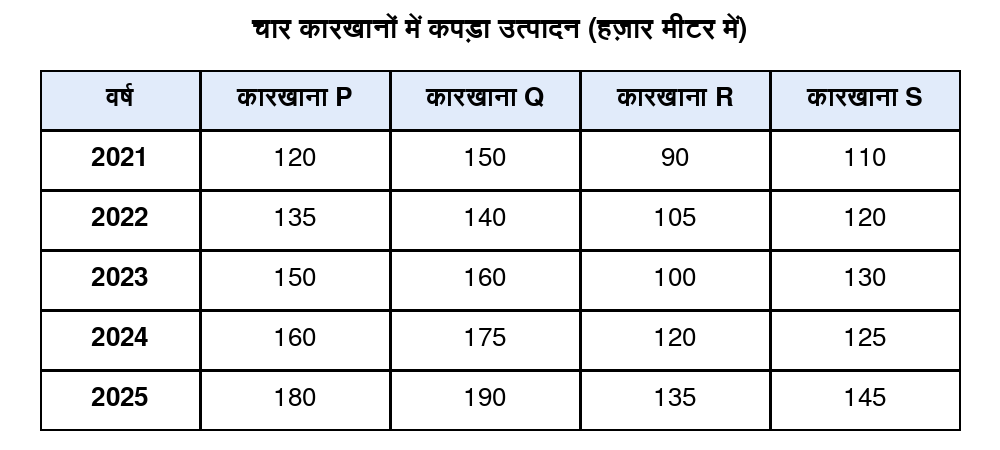 चार कारखानों में कपड़ा उत्पादन (हज़ार मीटर में)
वर्ष कारखाना P कारखाना Q कारखाना R कारखाना S
2021 120 150 90 110
2022 135 140 105 120
2023 150 160 100 130
2024 160 175 120 125
2025 180 190 135 145